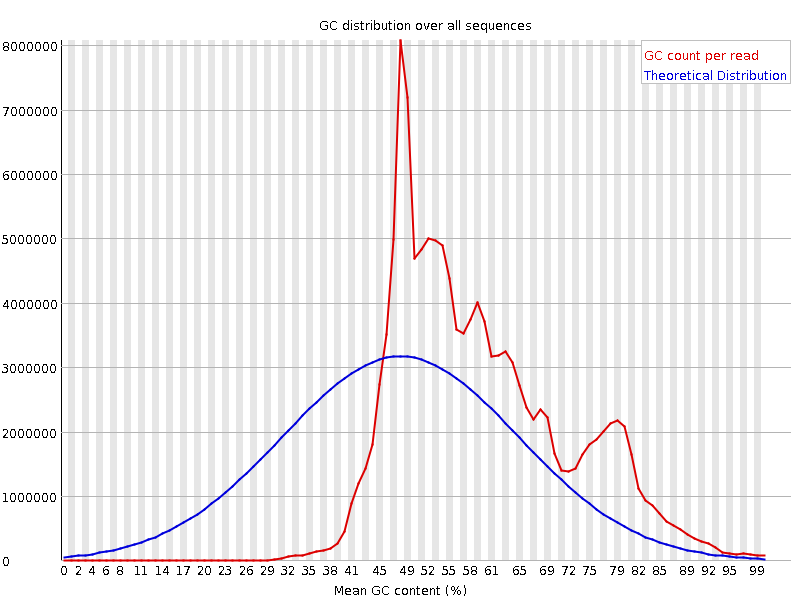 GC distribution over all sequences
GC count per read
Theoretical Distribution
8000000
7000000
6000000
5000000
4000000
3000000
2000000
1000000
0
0 2 4 6 8 11 14 17 20 23 26 29 32 35 38 41 45 49 52 55 58 61 65 69 72 75 79 82 85 89 92 95 99
Mean GC content (%)